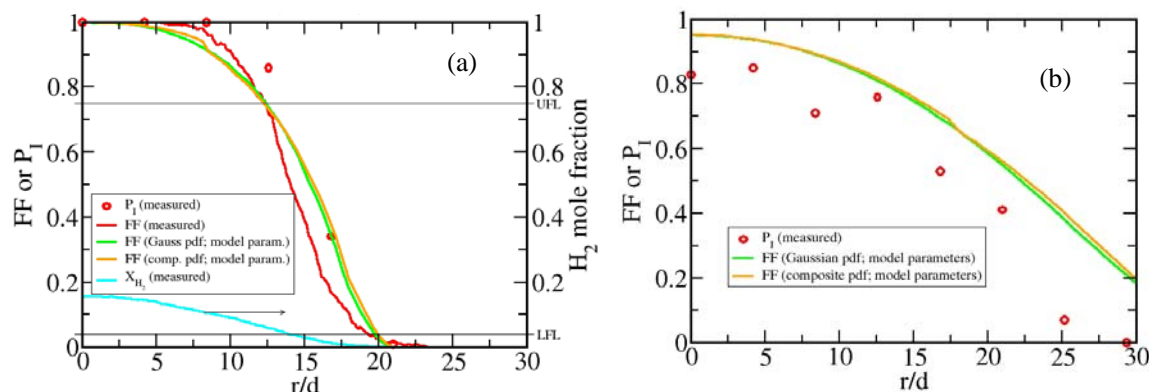 (a)
1
0.8
0.6
0.4
0.2
0
FF or P_I
UFL
LFL
P_I (measured)
FF (measured)
FF (Gauss pdf; model param.)
FF (comp. pdf; model param.)
X_H2 (measured)
1
0.8
0.6
0.4
0.2
0
H_2 mole fraction
0 5 10 15 20 25 30
r/d
(b)
1
0.8
0.6
0.4
0.2
0
FF or P_I
P_I (measured)
FF (Gaussian pdf; model parameters)
FF (composite pdf; model parameters)
0 5 10 15 20 25 30
r/d